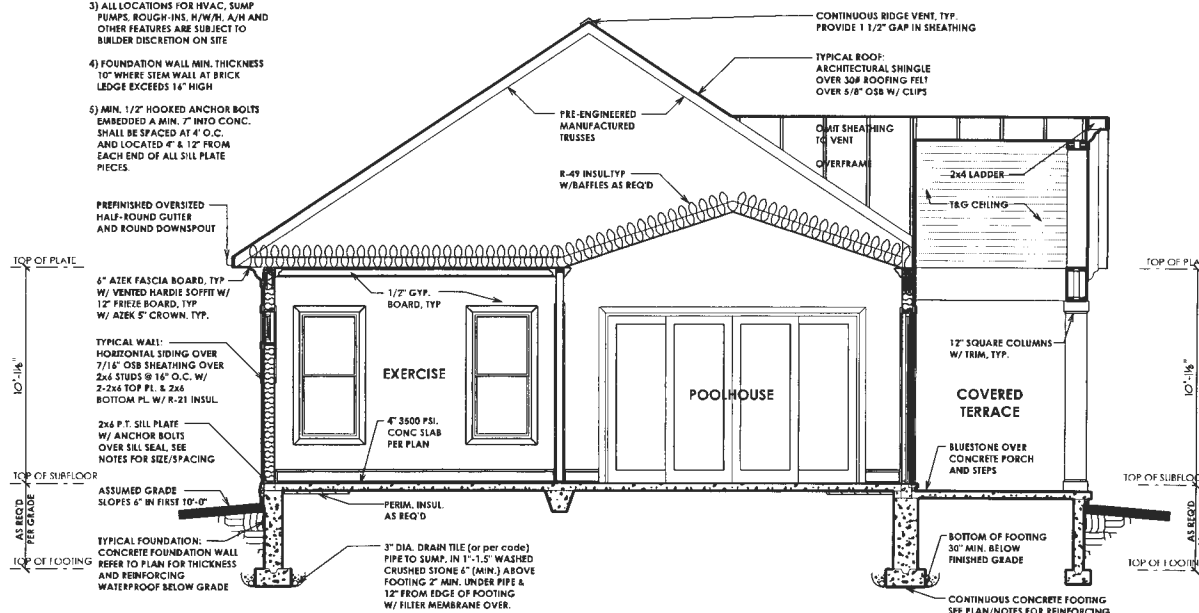 3) ALL LOCATIONS FOR HVAC, SUMP
PUMPS, ROUGH-INS, H/W/H, A/H AND
OTHER FEATURES ARE SUBJECT TO
BUILDER DISCRETION ON SITE
4) FOUNDATION WALL MIN. THICKNESS
10" WHERE STEM WALL AT BRICK
LEDGE EXCEEDS 16" HIGH
5) MIN. 1/2" HOOKED ANCHOR BOLTS
EMBEDDED A MIN. 7" INTO CONC.
SHALL BE SPACED AT 4' O.C.
AND LOCATED 4" & 12" FROM
EACH END OF ALL SILL PLATE
PIECES.
PREFINISHED OVERSIZED
HALF-ROUND GUTTER
AND ROUND DOWNSPOUT
TOP OF PLATE
6" AZEK FASCIA BOARD, TYP
W/ VENTED HARDIE SOFFIT W/
12" FRIEZE BOARD, TYP
W/ AZEK 5" CROWN, TYP.
TYPICAL WALL:
HORIZONTAL SIDING OVER
7/16" OSB SHEATHING OVER
2x6 STUDS @ 16" O.C. W/
2-2x6 TOP PL. & 2x6
BOTTOM PL. W/ R-21 INSUL.
10'-1 1/8"
2x6 P.T. SILL PLATE
W/ ANCHOR BOLTS
OVER SILL SEAL, SEE
NOTES FOR SIZE/SPACING
TOP OF SUBFLOOR
ASSUMED GRADE
SLOPES 6" IN FIRST 10'-0"
AS REQ'D
PER GRADE
TYPICAL FOUNDATION:
CONCRETE FOUNDATION WALL
REFER TO PLAN FOR THICKNESS
AND REINFORCING
WATERPROOF BELOW GRADE
TOP OF FOOTING
CONTINUOUS RIDGE VENT, TYP.
PROVIDE 1 1/2" GAP IN SHEATHING
TYPICAL ROOF:
ARCHITECTURAL SHINGLE
OVER 30# ROOFING FELT
OVER 5/8" OSB W/ CLIPS
PRE-ENGINEERED
MANUFACTURED
TRUSSES
OMIT SHEATHING
TO VENT
OVERFRAME
R-49 INSUL.TYP
W/BAFFLES AS REQ'D
2x4 LADDER
T&G CEILING
1/2" GYP.
BOARD, TYP
EXERCISE
POOLHOUSE
4" 3500 PSI.
CONC SLAB
PER PLAN
PERIM. INSUL.
AS REQ'D
3" DIA. DRAIN TILE (or per code)
PIPE TO SUMP, IN 1"-1.5" WASHED
CRUSHED STONE 6" (MIN.) ABOVE
FOOTING 2" MIN. UNDER PIPE &
12" FROM EDGE OF FOOTING
W/ FILTER MEMBRANE OVER.
TOP OF PLA
12" SQUARE COLUMNS
W/ TRIM, TYP.
COVERED
TERRACE
10'-1 1/8"
BLUESTONE OVER
CONCRETE PORCH
AND STEPS
TOP OF SUBFLO
AS REQ'D
BOTTOM OF FOOTING
30" MIN. BELOW
FINISHED GRADE
TOP OF FOOTIN
CONTINUOUS CONCRETE FOOTING
SEE PLAN/NOTES FOR REINFORCING